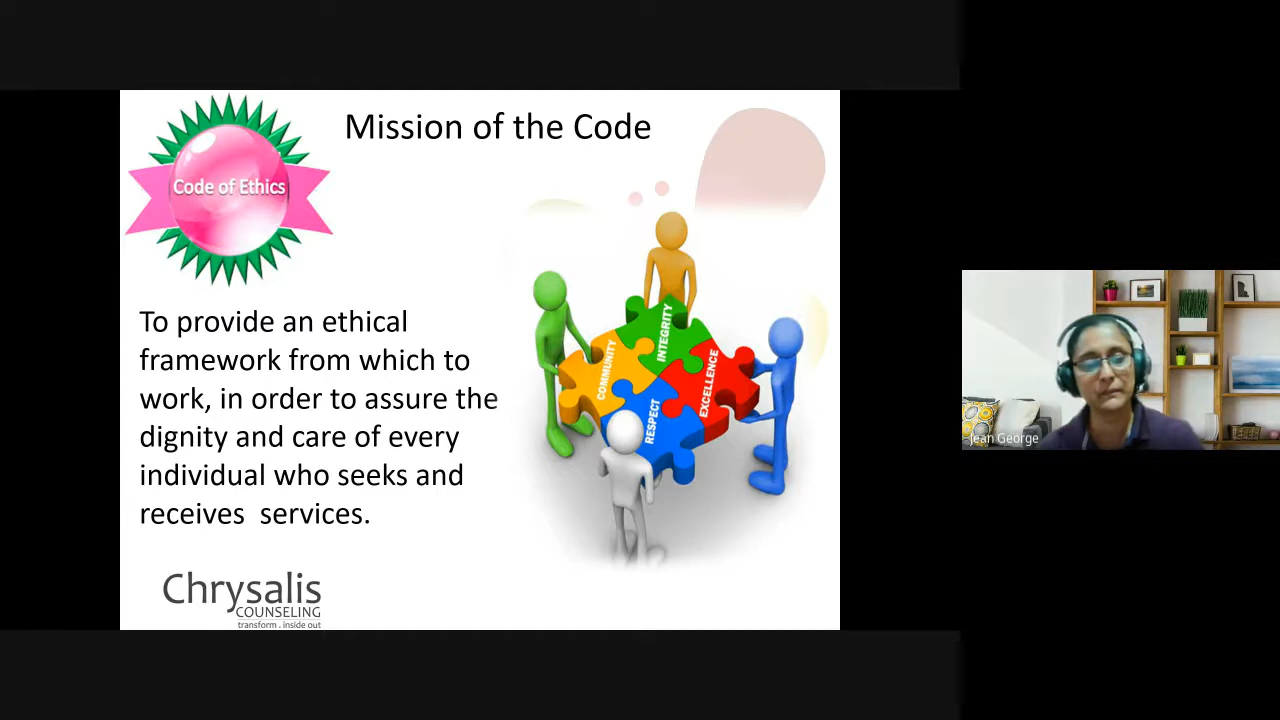 Mission of the Code
Code of Ethics
INTEGRITY
COMMUNITY
EXCELLENCE
RESPECT
To provide an ethical
framework from which to
work, in order to assure the
dignity and care of every
individual who seeks and
receives  services.
Chrysalis
COUNSELING
transform . inside out
Jean George